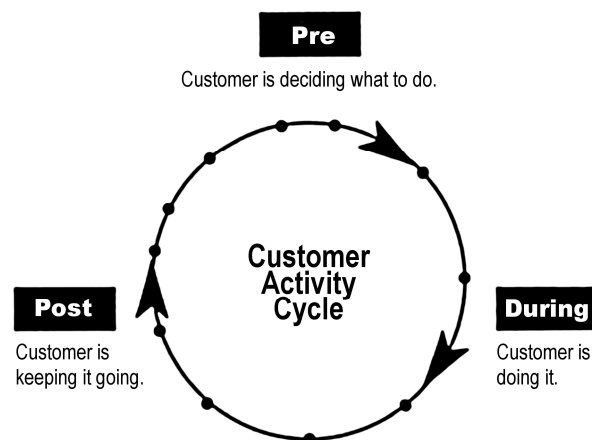 Pre
Customer is deciding what to do.
Customer
Activity
Cycle
Post
Customer is
keeping it going.
During
Customer is
doing it.